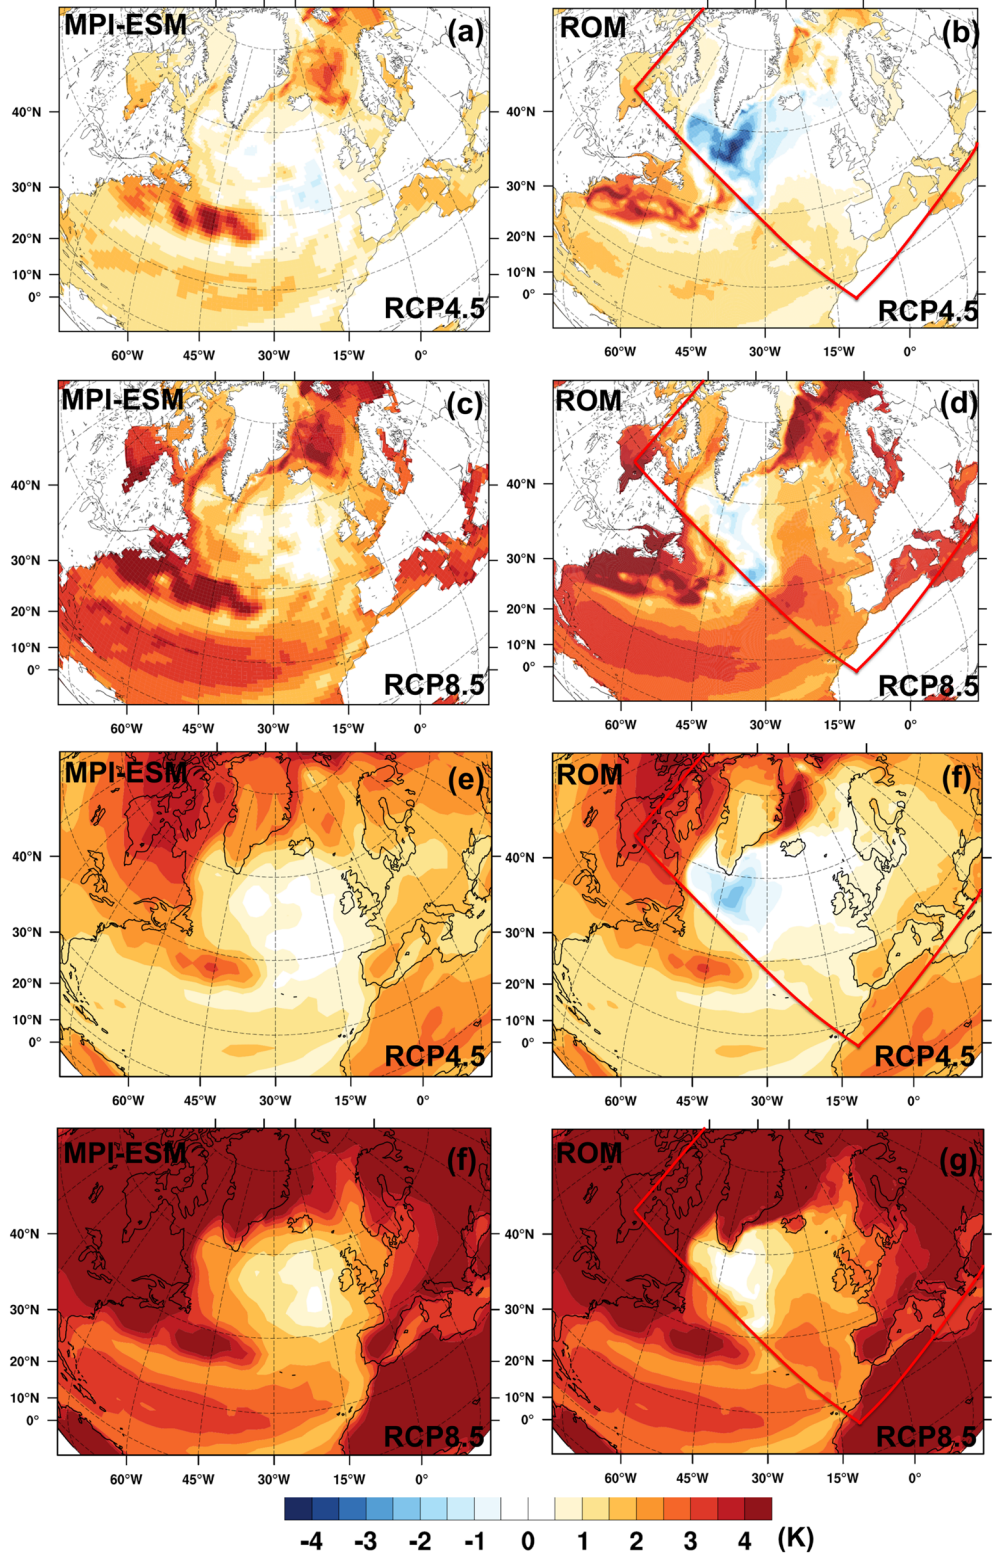 MPI-ESM (a) ROM (b)
40°N 40°N
30°N 30°N
20°N 20°N
10°N 10°N
0° 0°
RCP4.5 RCP4.5
60°W 45°W 30°W 15°W 0° 60°W 45°W 30°W 15°W 0°
MPI-ESM (c) ROM (d)
40°N 40°N
30°N 30°N
20°N 20°N
10°N 10°N
0° 0°
RCP8.5 RCP8.5
60°W 45°W 30°W 15°W 0° 60°W 45°W 30°W 15°W 0°
MPI-ESM (e) ROM (f)
40°N 40°N
30°N 30°N
20°N 20°N
10°N 10°N
0° 0°
RCP4.5 RCP4.5
60°W 45°W 30°W 15°W 0° 60°W 45°W 30°W 15°W 0°
MPI-ESM (f) ROM (g)
40°N 40°N
30°N 30°N
20°N 20°N
10°N 10°N
0° 0°
RCP8.5 RCP8.5
60°W 45°W 30°W 15°W 0° 60°W 45°W 30°W 15°W 0°
-4 -3 -2 -1 0 1 2 3 4 (K)